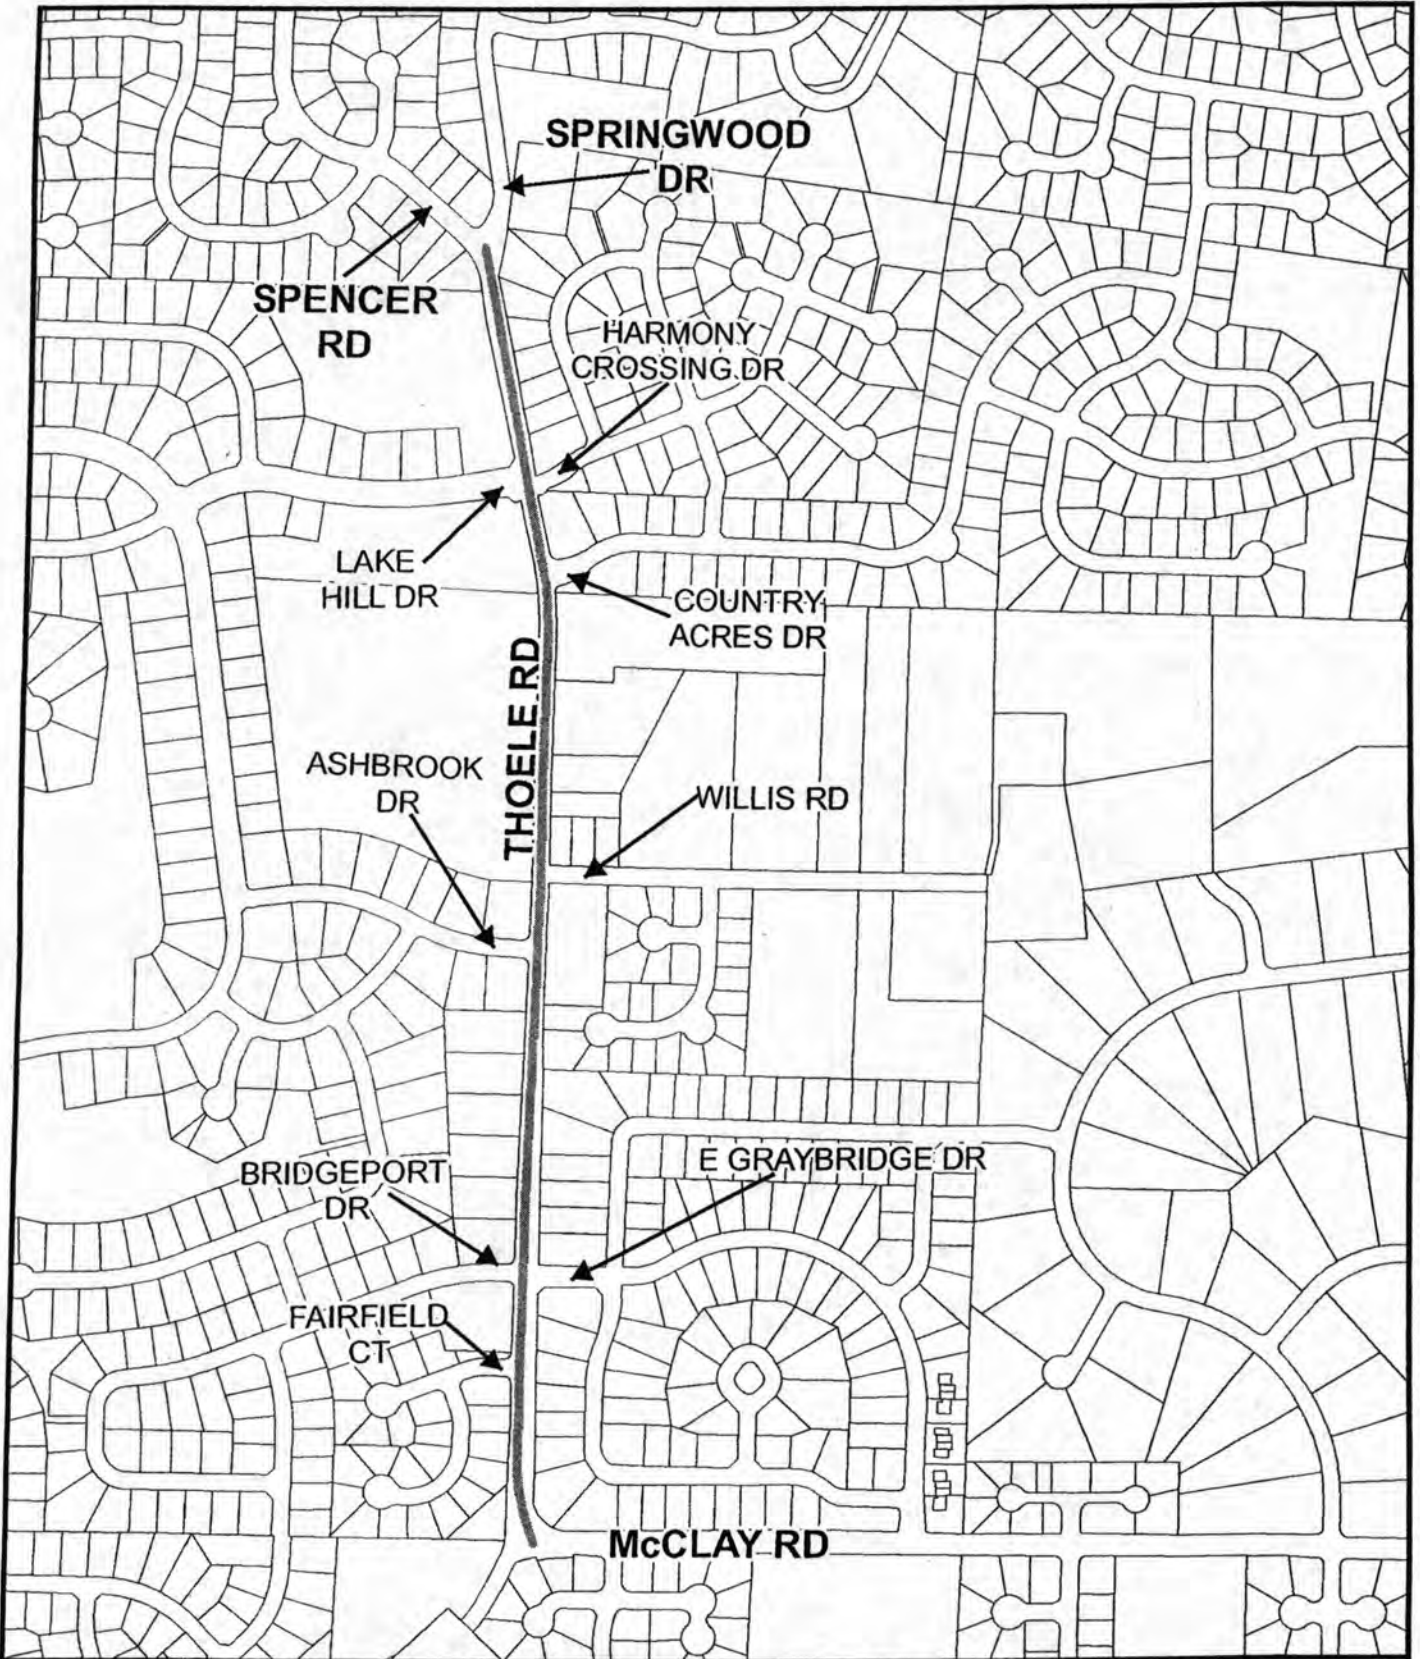 SPRINGWOOD
DR
SPENCER
RD
HARMONY
CROSSING DR
LAKE
HILL DR
COUNTRY
ACRES DR
THOELE RD
ASHBROOK
DR
WILLIS RD
E GRAYBRIDGE DR
BRIDGEPORT
DR
FAIRFIELD
CT
McCLAY RD